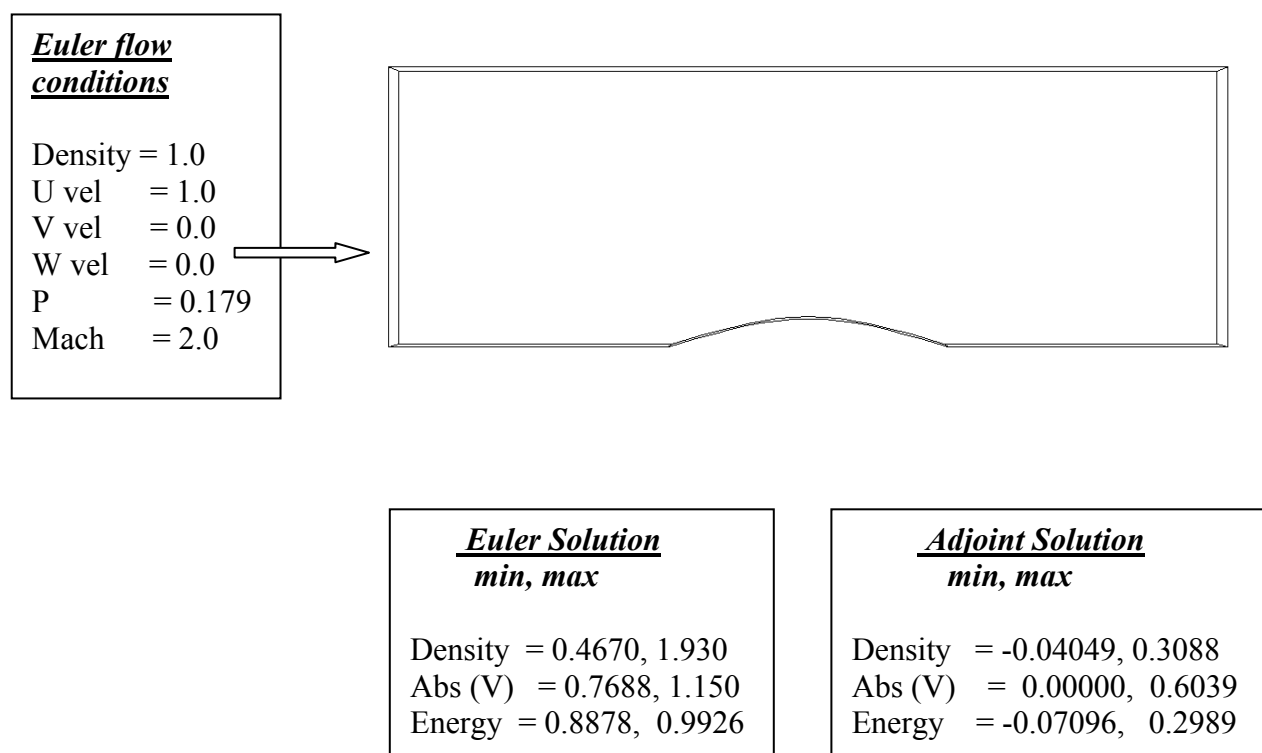 Euler flow
conditions
Density = 1.0
U vel = 1.0
V vel = 0.0
W vel = 0.0
P = 0.179
Mach = 2.0
Euler Solution
min, max
Density = 0.4670, 1.930
Abs (V) = 0.7688, 1.150
Energy = 0.8878, 0.9926
Adjoint Solution
min, max
Density = -0.04049, 0.3088
Abs (V) = 0.00000, 0.6039
Energy = -0.07096, 0.2989